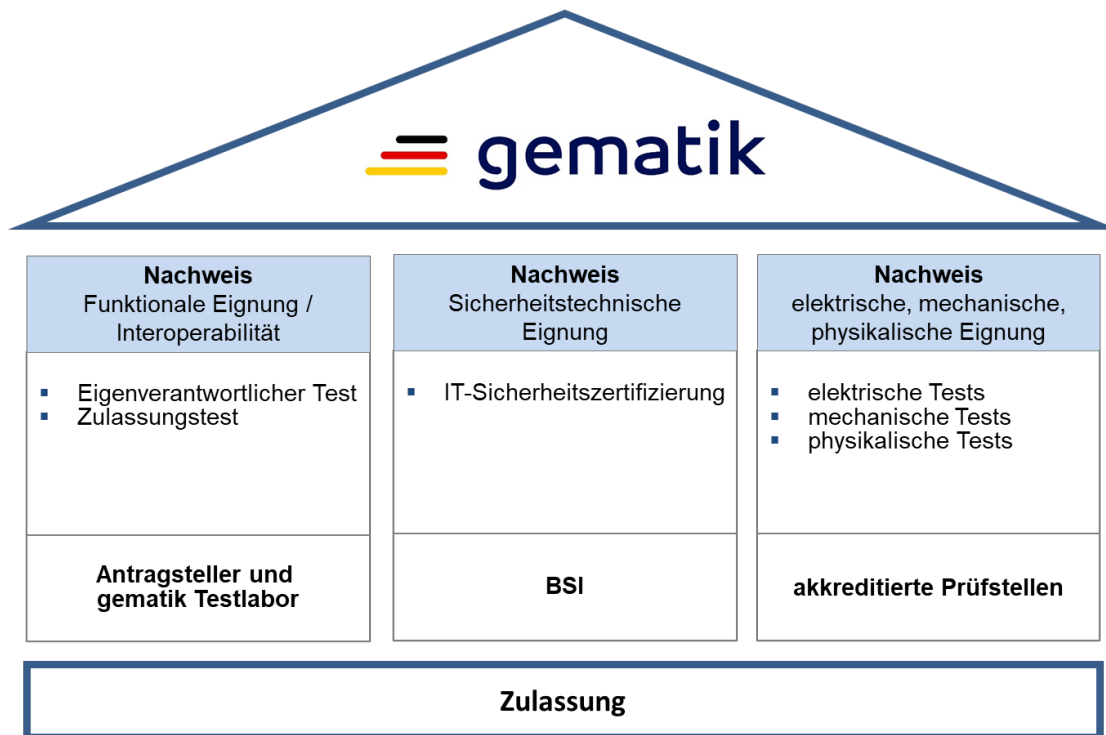 gematik
Nachweis
Funktionale Eignung /
Interoperabilität
▪ Eigenverantwortlicher Test
▪ Zulassungstest
Antragsteller und
gematik Testlabor
Nachweis
Sicherheitstechnische
Eignung
▪ IT-Sicherheitszertifizierung
BSI
Nachweis
elektrische, mechanische,
physikalische Eignung
▪ elektrische Tests
▪ mechanische Tests
▪ physikalische Tests
akkreditierte Prüfstellen
Zulassung